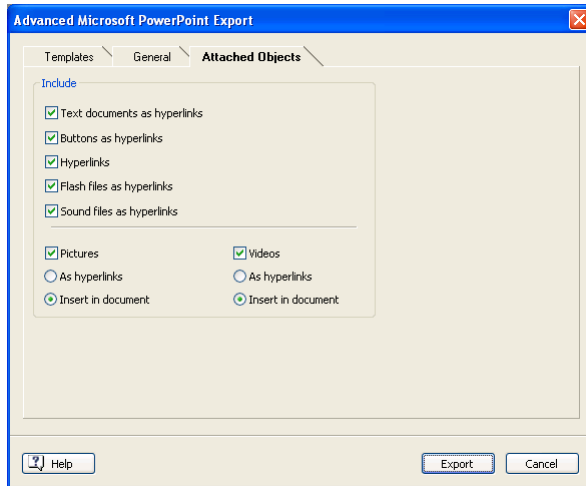 Advanced Microsoft PowerPoint Export
Templates General Attached Objects
Include
Text documents as hyperlinks
Buttons as hyperlinks
Hyperlinks
Flash files as hyperlinks
Sound files as hyperlinks
Pictures Videos
As hyperlinks As hyperlinks
Insert in document Insert in document
Help Export Cancel